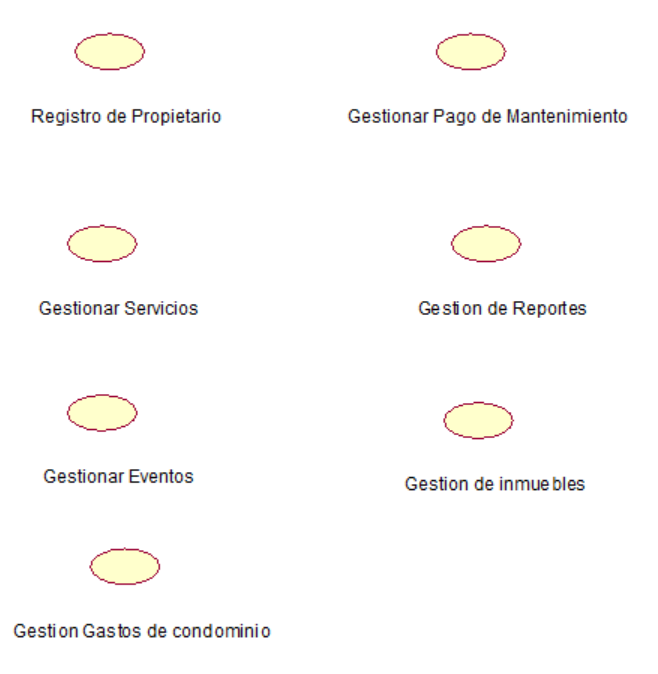 Registro de Propietario
Gestionar Pago de Mantenimiento
Gestionar Servicios
Gestion de Reportes
Gestionar Eventos
Gestion de inmuebles
Gestion Gastos de condominio